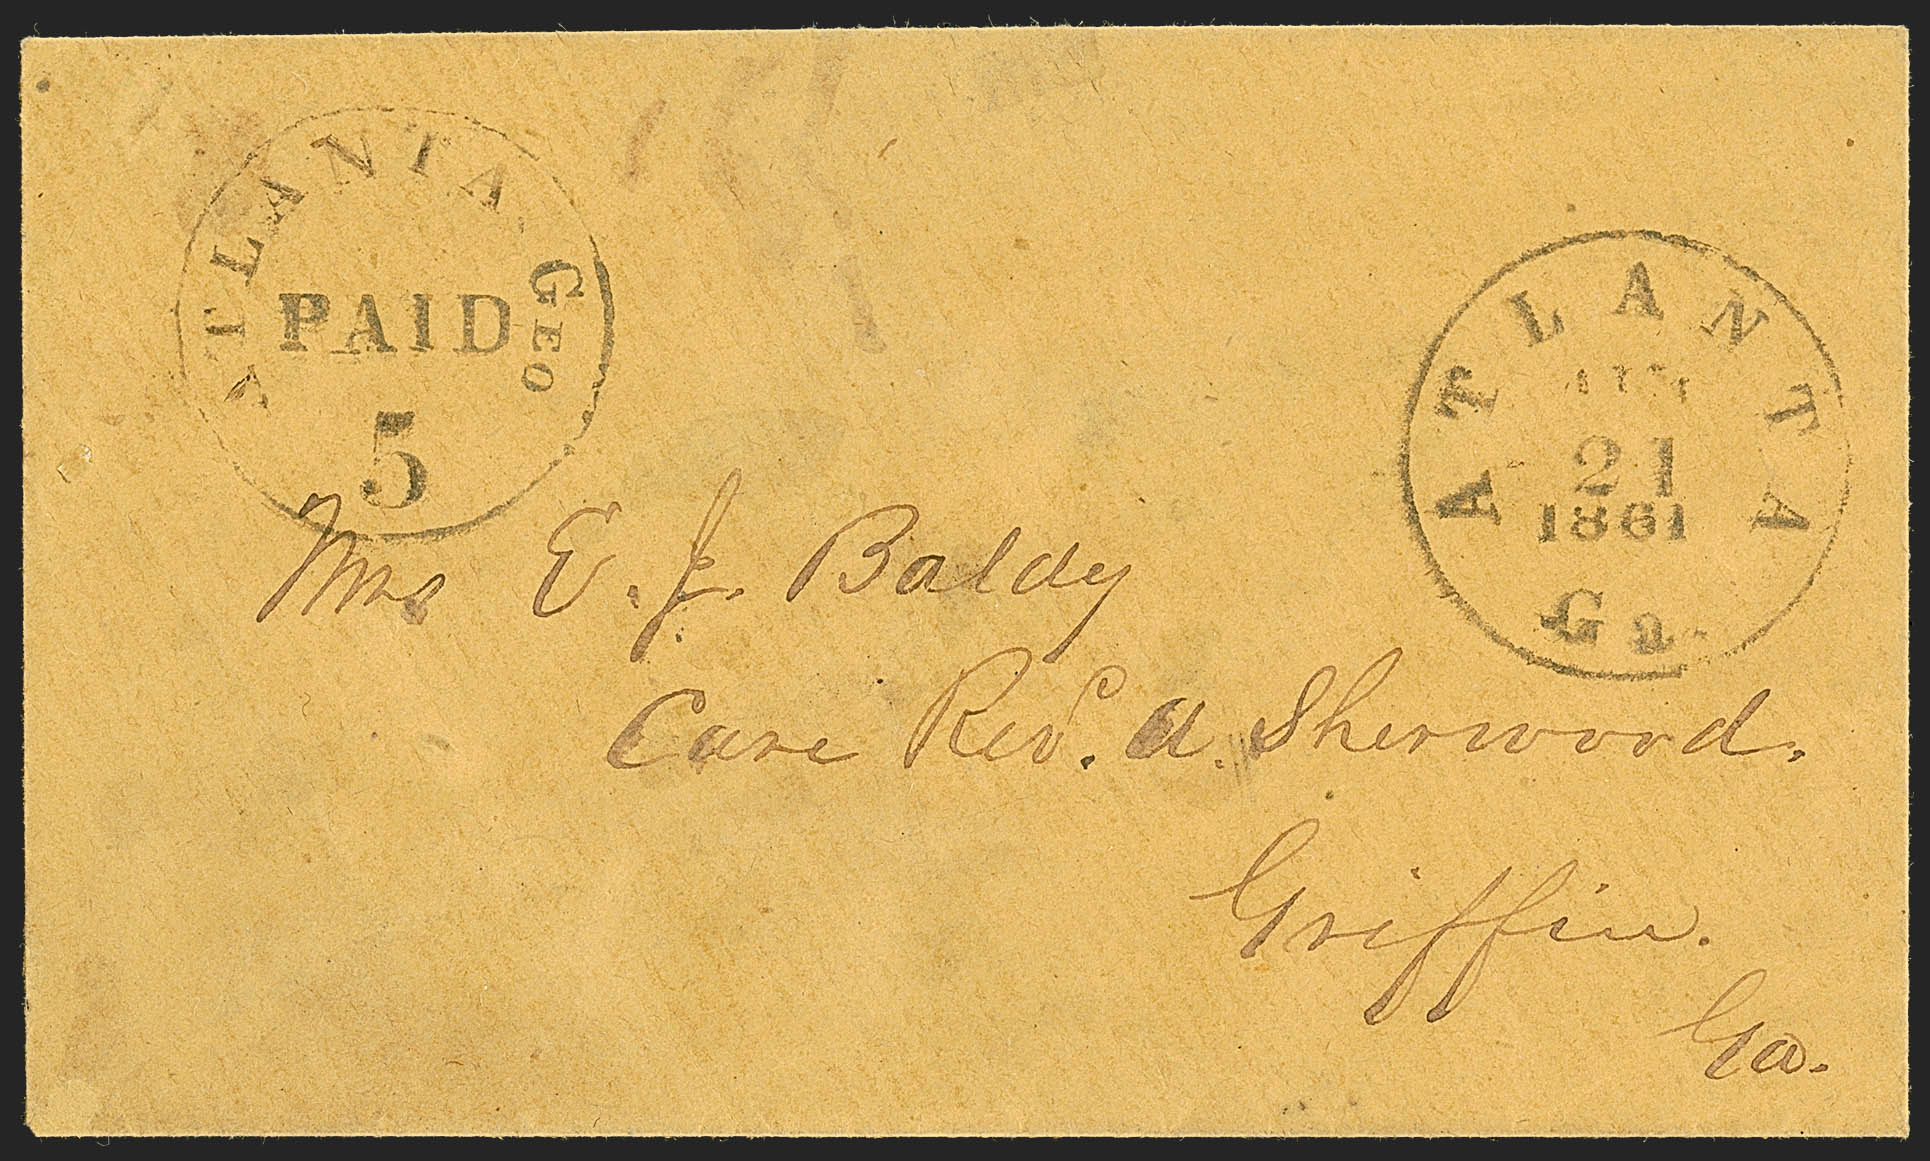 ATLANTA GEO
PAID
5
ATLANTA
21
1861
Ga
Mrs E. J. Baldy
Care Revd. A. Sherwood.
Griffin.
Ga.